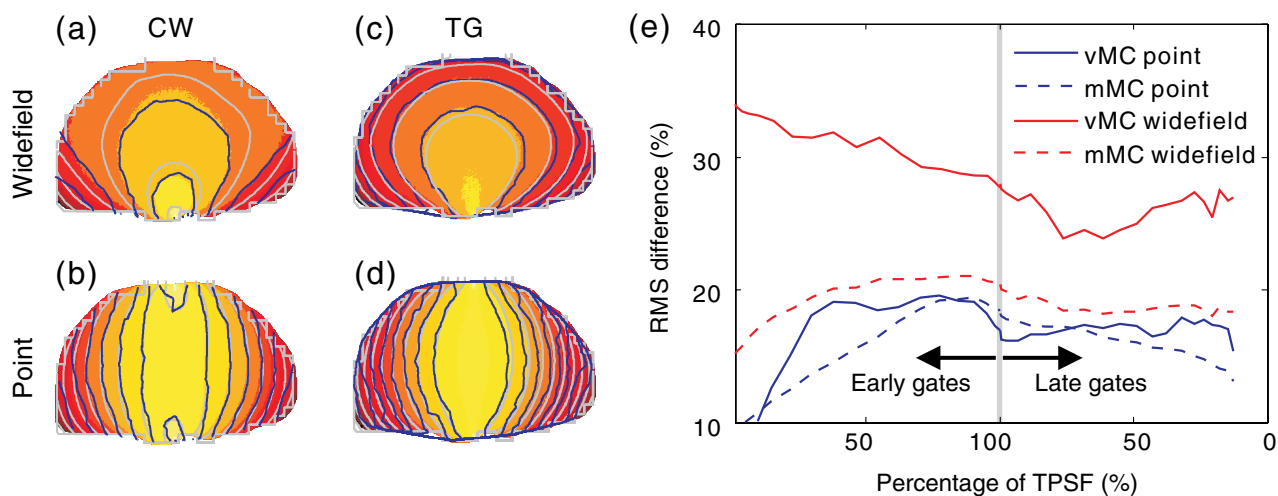 (a) CW
(c) TG
(e)
Widefield
(b)
(d)
Point
40
30
20
10
RMS difference (%)
vMC point
mMC point
vMC widefield
mMC widefield
Early gates
Late gates
50
100
50
0
Percentage of TPSF (%)